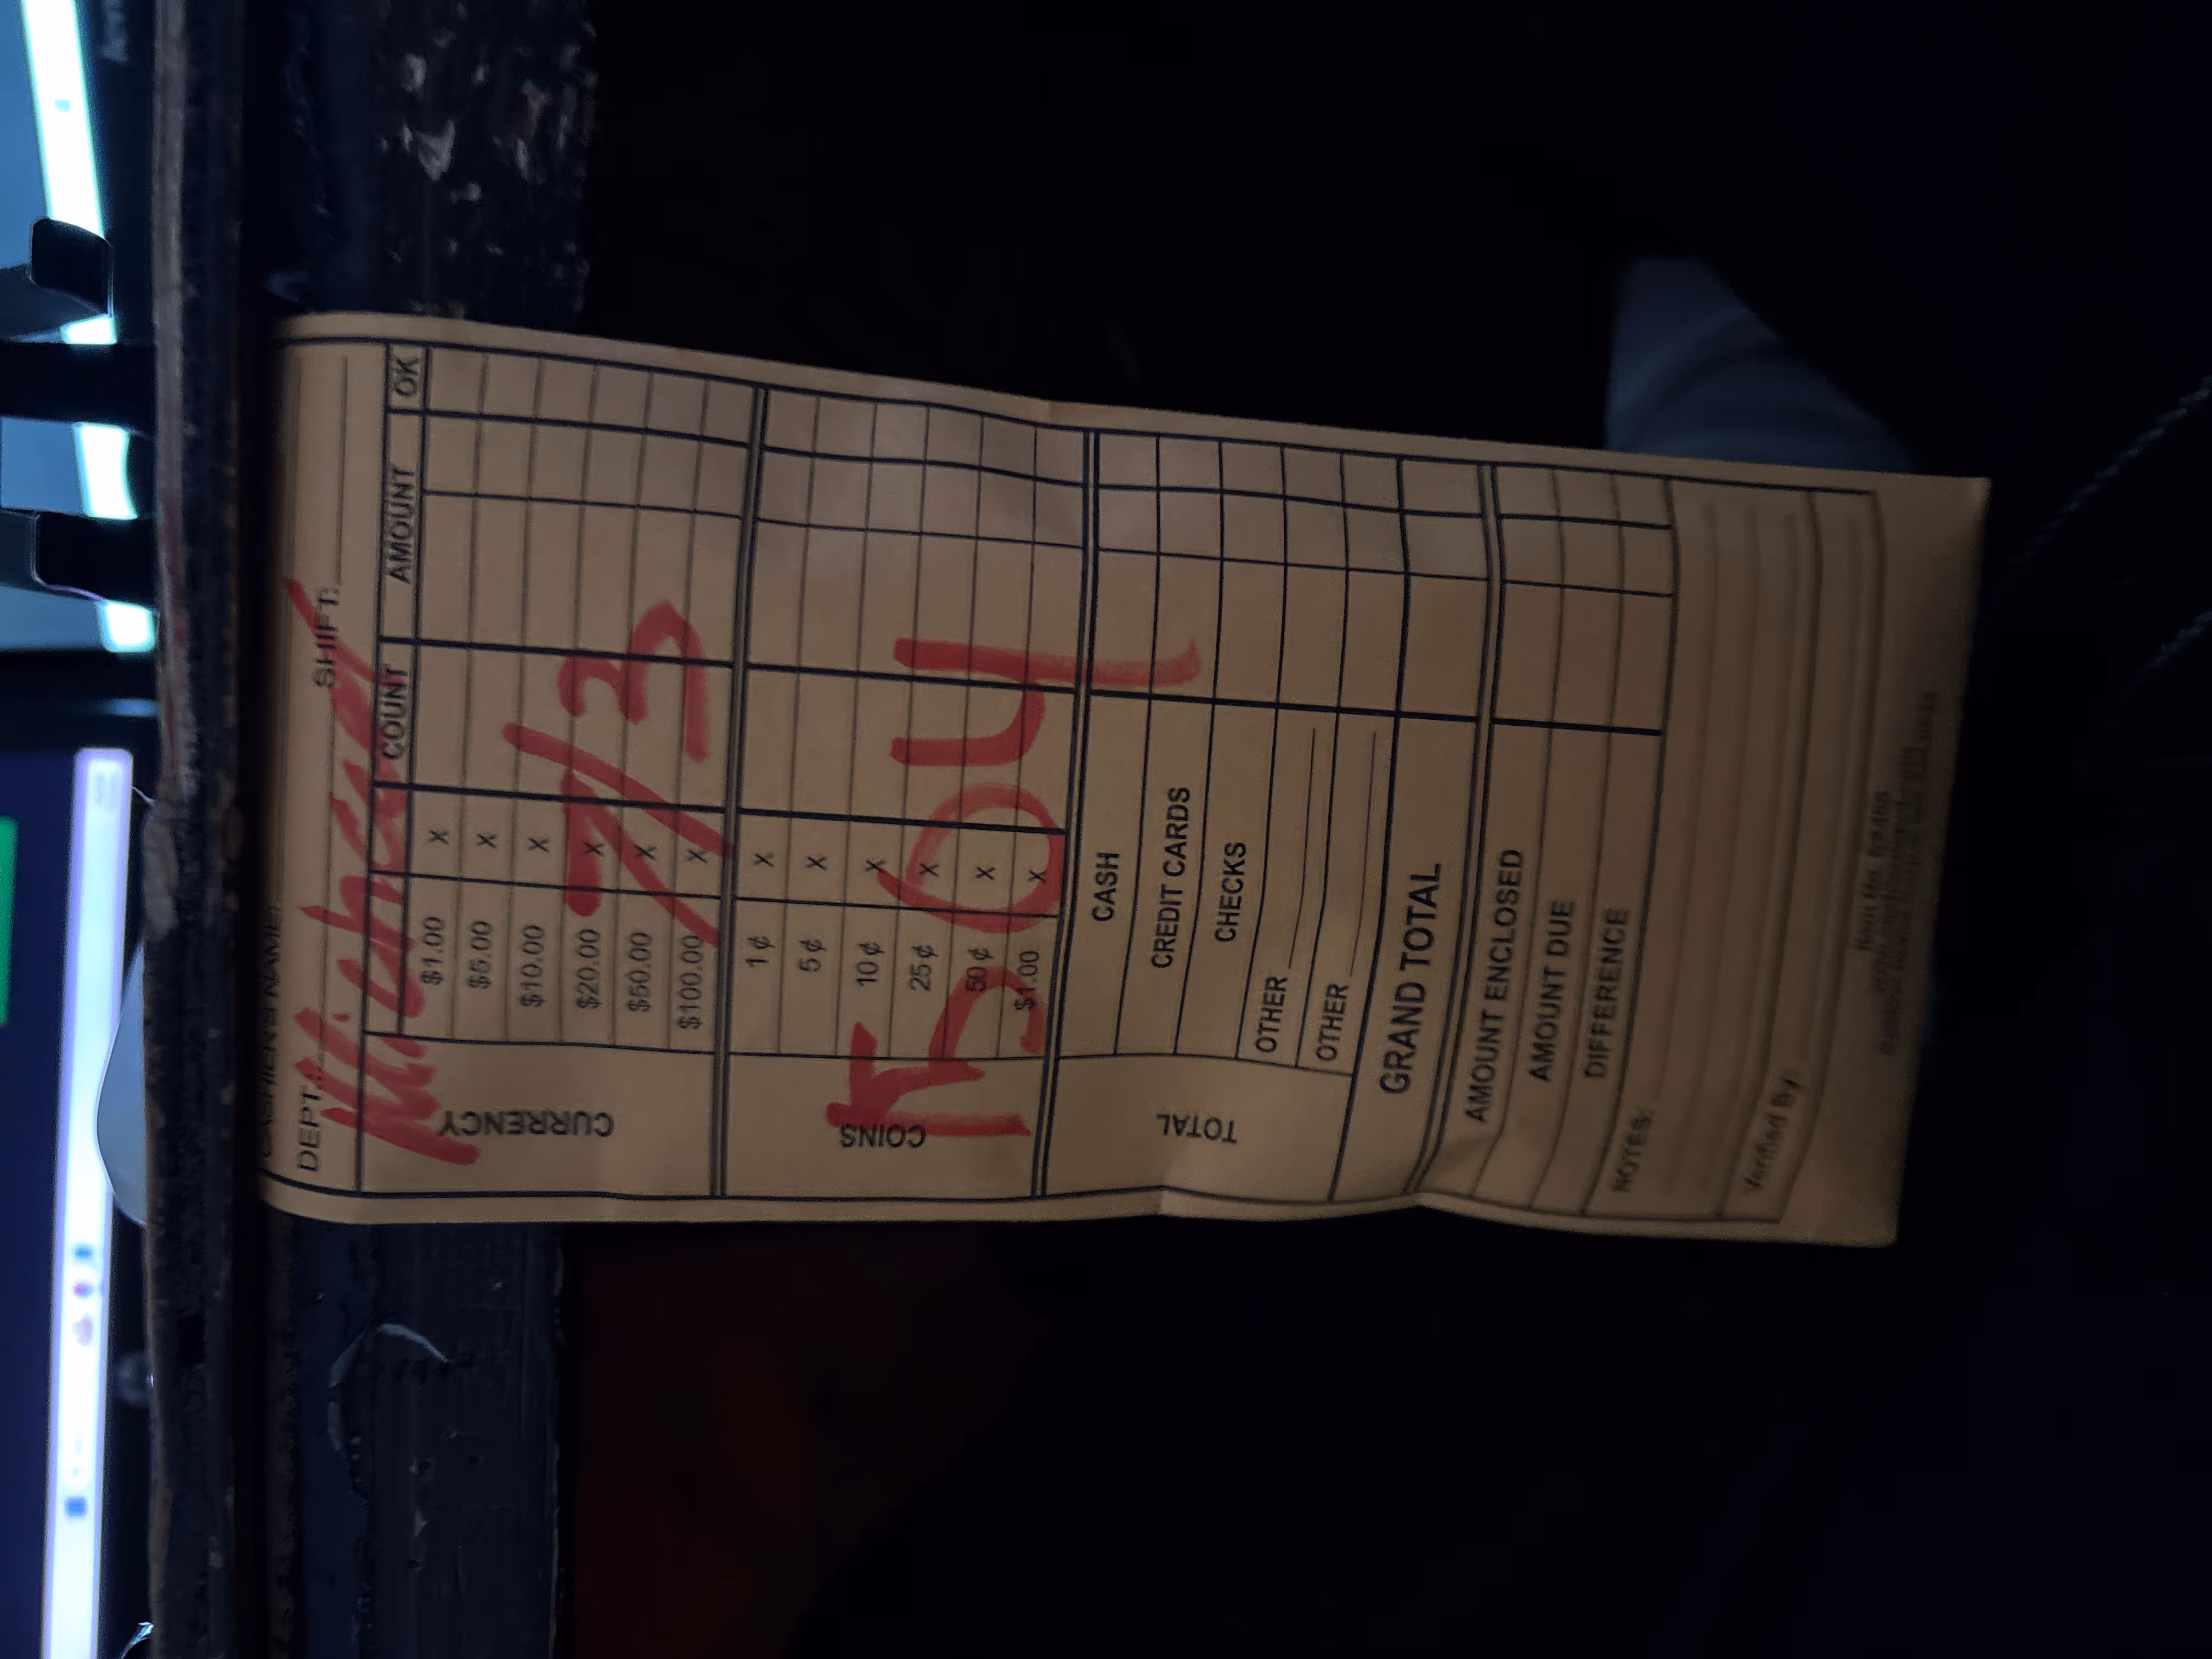 CASHIER'S NAME:
DEPT.: SHIFT:
Michael
COUNT AMOUNT OK
CURRENCY
$1.00 X
$5.00 X
$10.00 X
$20.00 X
$50.00 X
$100.00 X
7/3
COINS
1¢ X
5¢ X
10¢ X
25¢ X
50¢ X
$1.00 X
1504
TOTAL
CASH
CREDIT CARDS
CHECKS
OTHER
OTHER
GRAND TOTAL
AMOUNT ENCLOSED
AMOUNT DUE
DIFFERENCE
NOTES:
Verified By: